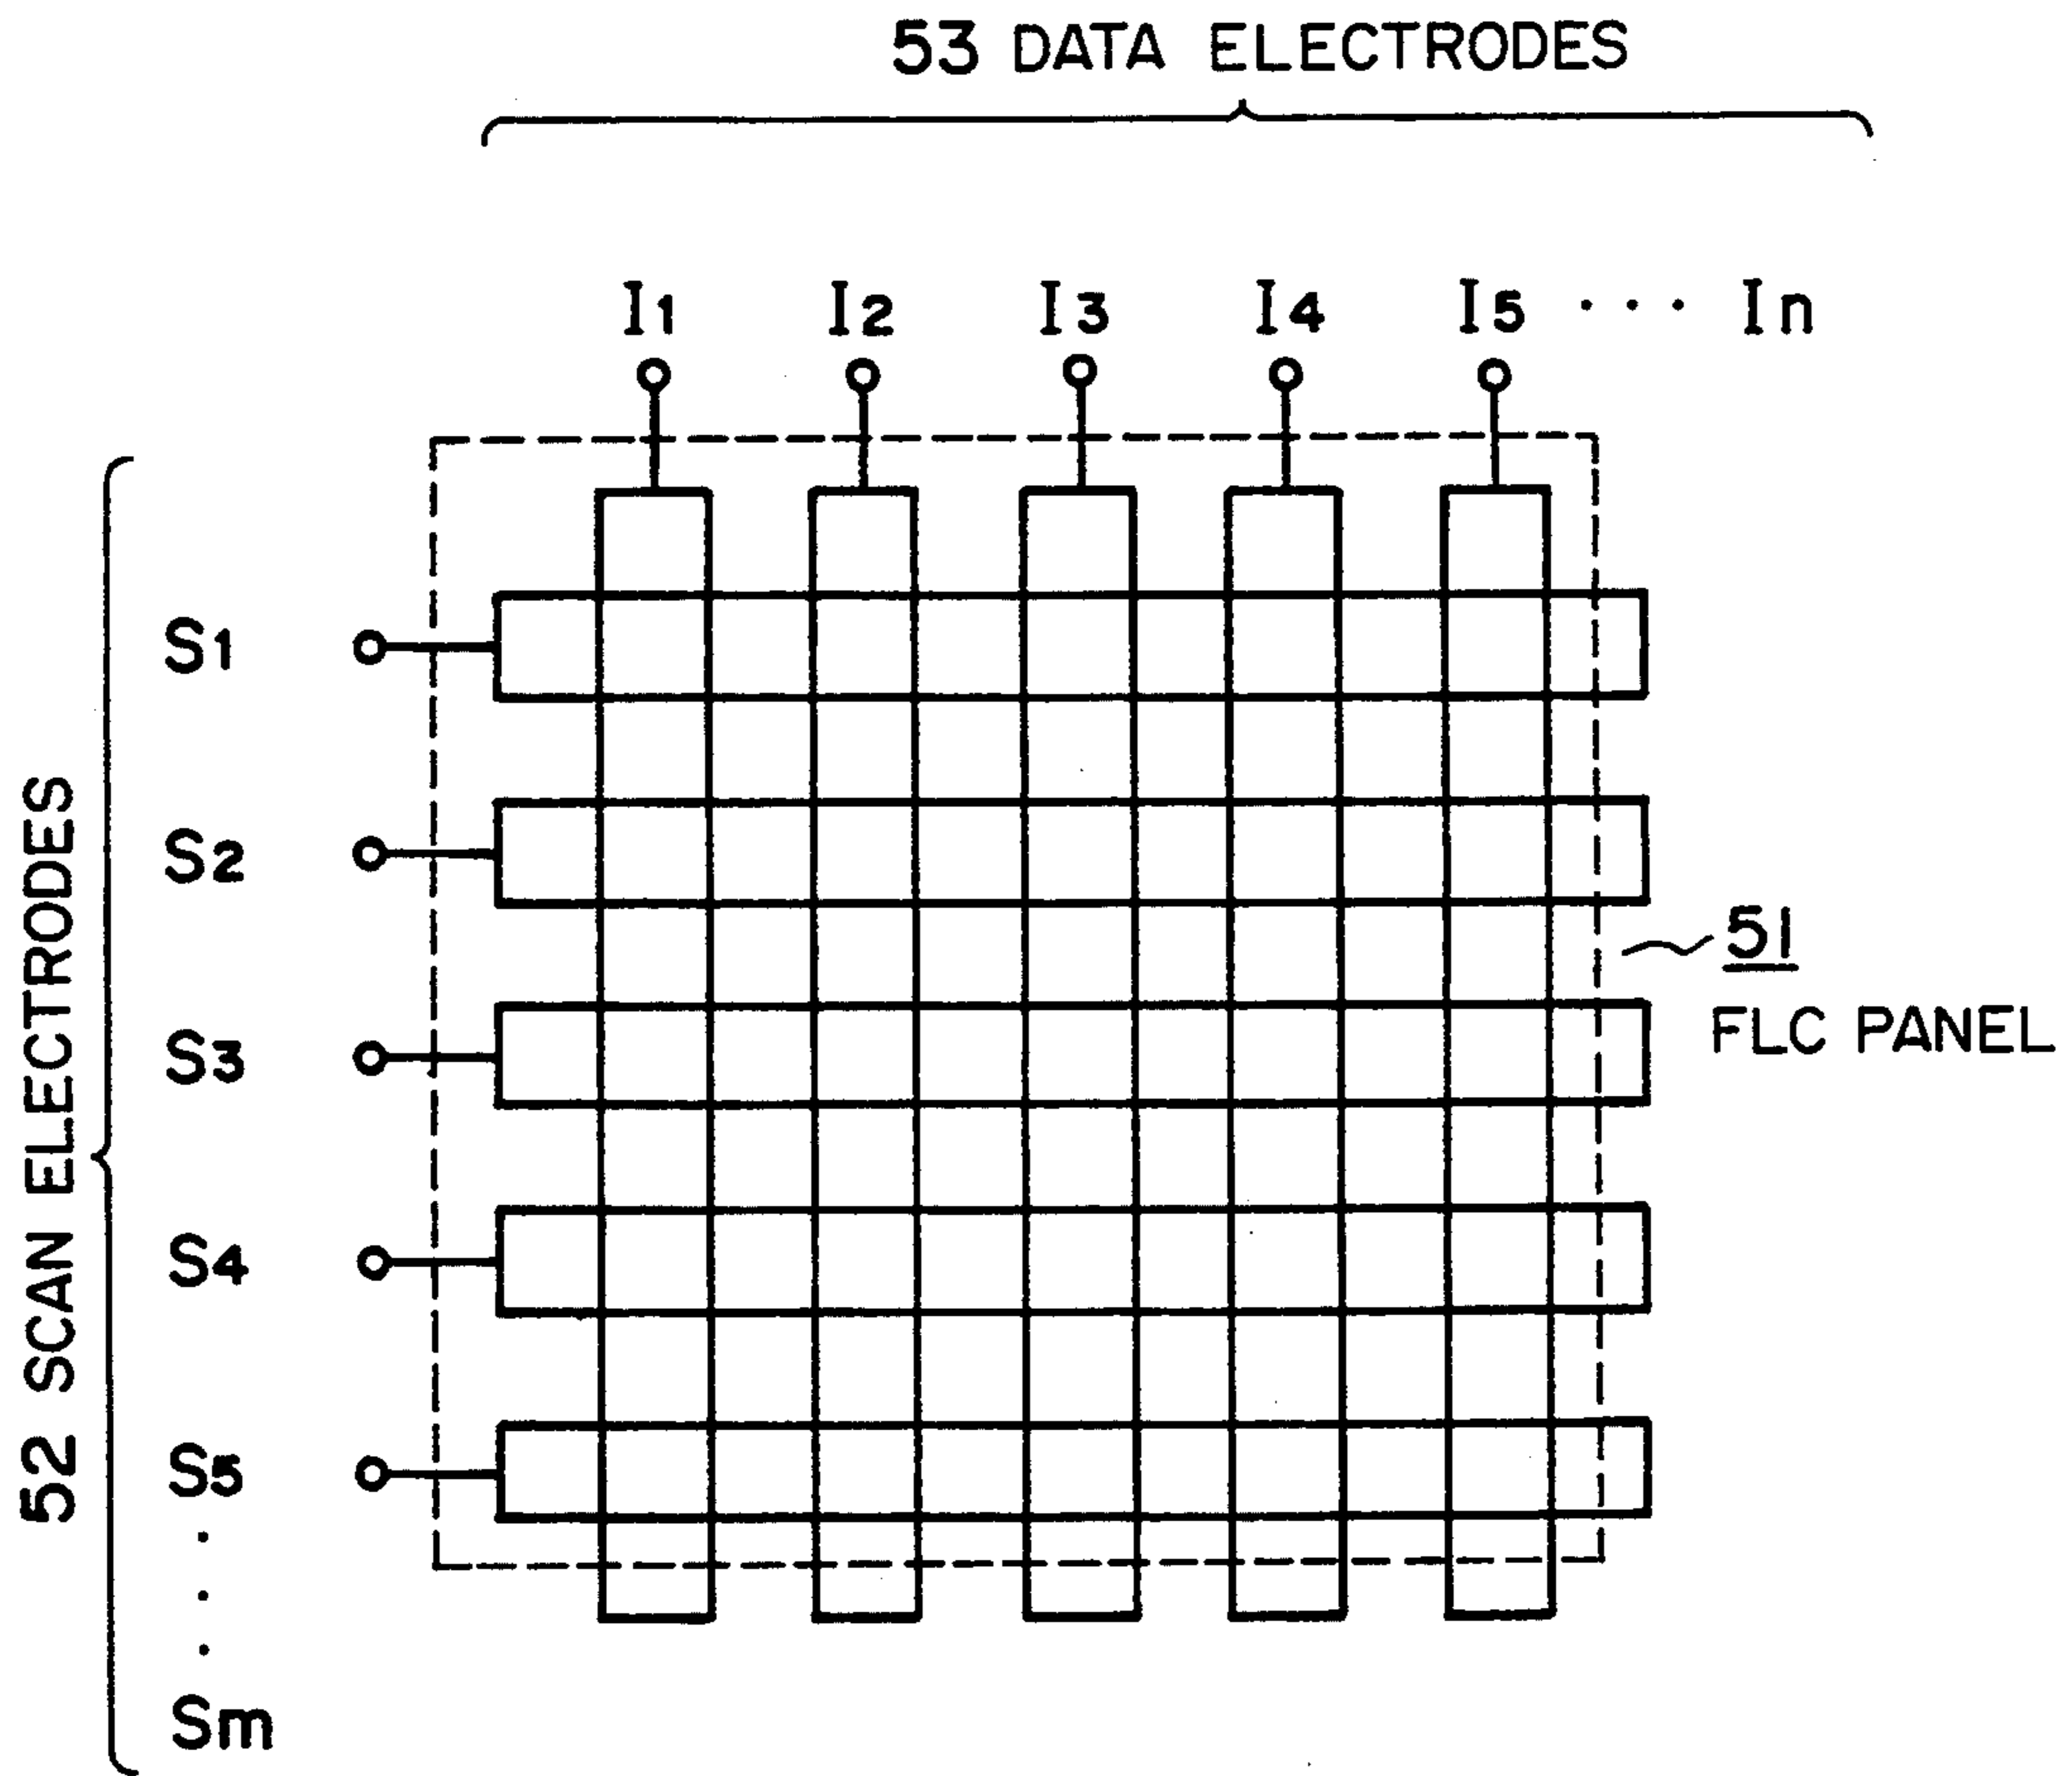 53 DATA ELECTRODES
I1 I2 I3 I4 I5 ··· In
52 SCAN ELECTRODES
S1
S2
S3
S4
S5
·
·
·
Sm
51
FLC PANEL